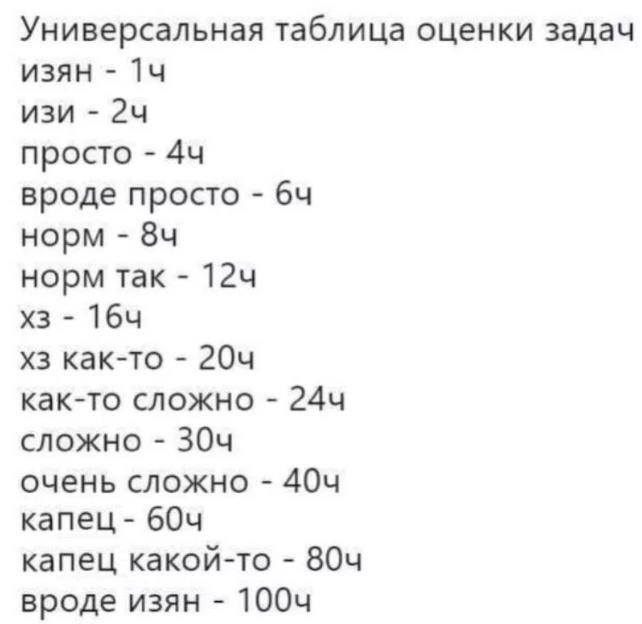 Универсальная таблица оценки задач
изян - 1ч
изи - 2ч
просто - 4ч
вроде просто - 6ч
норм - 8ч
норм так - 12ч
хз - 16ч
хз как-то - 20ч
как-то сложно - 24ч
сложно - 30ч
очень сложно - 40ч
капец - 60ч
капец какой-то - 80ч
вроде изян - 100ч